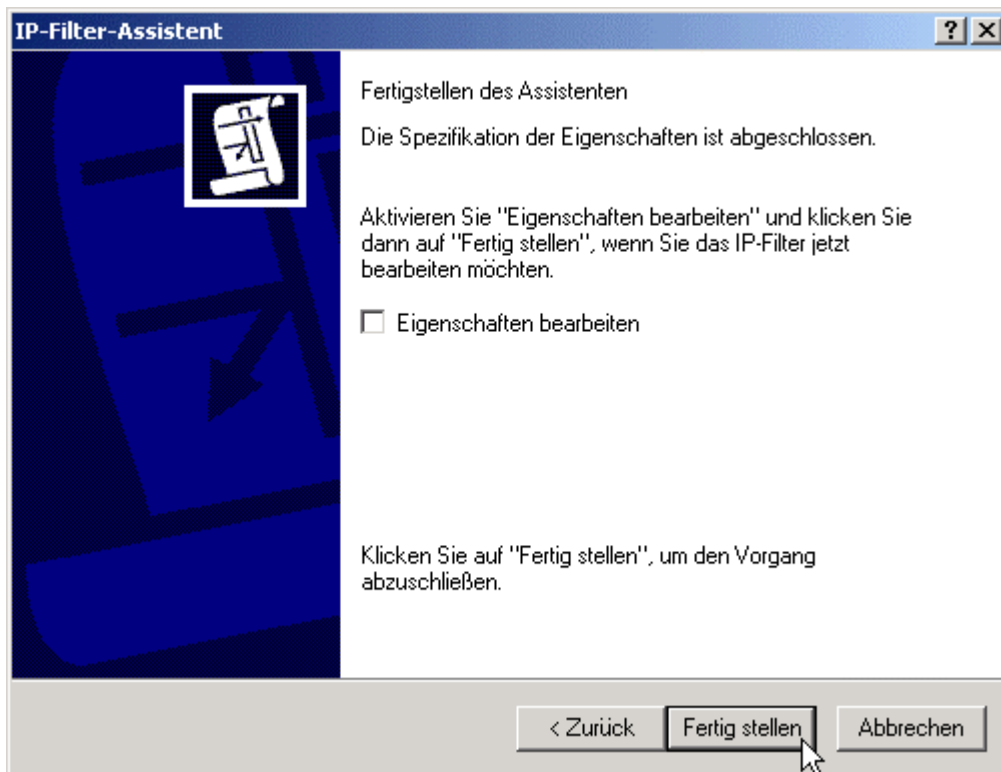 IP-Filter-Assistent
Fertigstellen des Assistenten
Die Spezifikation der Eigenschaften ist abgeschlossen.
Aktivieren Sie "Eigenschaften bearbeiten" und klicken Sie
dann auf "Fertig stellen", wenn Sie das IP-Filter jetzt
bearbeiten möchten.
Eigenschaften bearbeiten
Klicken Sie auf "Fertig stellen", um den Vorgang
abzuschließen.
< Zurück Fertig stellen Abbrechen